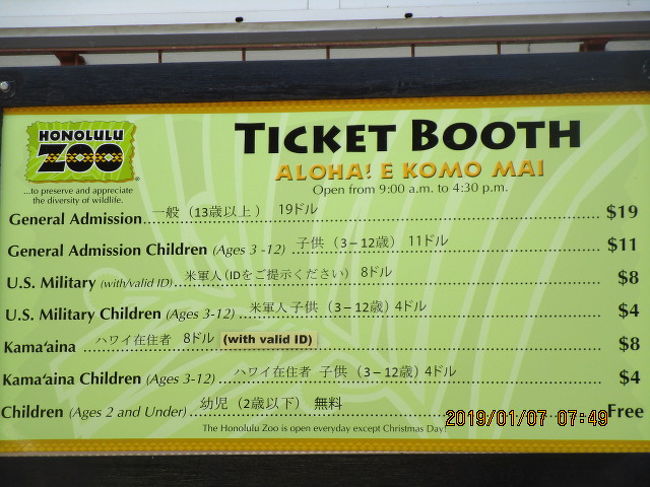 HONOLULU
ZOO
...to preserve and appreciate
the diversity of wildlife.
TICKET BOOTH
ALOHA! E KOMO MAI
Open from 9:00 a.m. to 4:30 p.m.
General Admission 一般（13歳以上） 19ドル $19
General Admission Children (Ages 3 -12) 子供（3－12歳） 11ドル $11
U.S. Military (with/valid ID) 米軍人(IDをご提示ください） 8ドル $8
U.S. Military Children (Ages 3-12) 米軍人子供（3－12歳) 4ドル $4
Kama‘aina ハワイ在住者 8ドル (with valid ID) $8
Kama‘aina Children (Ages 3-12) ハワイ在住者 子供（3－12歳) 4ドル $4
Children (Ages 2 and Under) 幼児（2歳以下） 無料 Free
The Honolulu Zoo is open everyday except Christmas Day!
2019/01/07 07:49